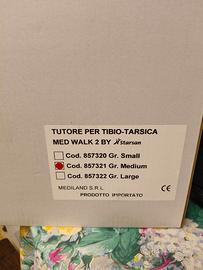 TUTORE PER TIBIO-TARSICA
MED WALK 2 BY Starsan
Cod. 857320 Gr. Small
Cod. 857321 Gr. Medium
Cod. 857322 Gr. Large
MEDILAND S.R.L.
PRODOTTO IMPORTATO
CE